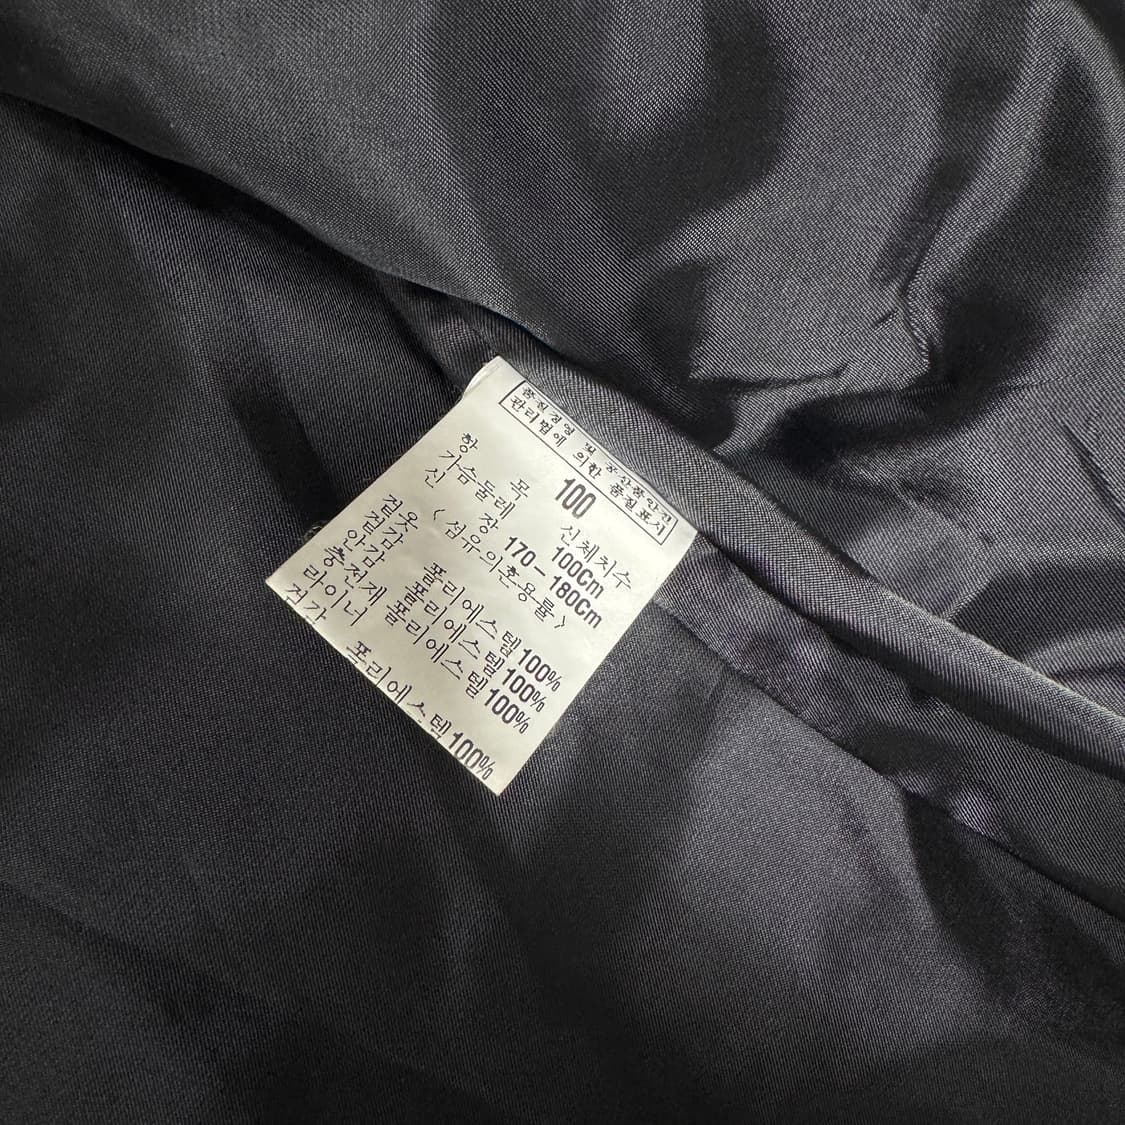 품질경영 및 공산품안전
관리법에 의한 품질표시
100
항 목 신체치수
가슴둘레 100Cm
신 장 170-180Cm
〈섬유의혼용률〉
겉옷
겉감 폴리에스텔100%
안감 폴리에스텔100%
충전재 폴리에스텔100%
라이너
겉감 폴리에스텔100%